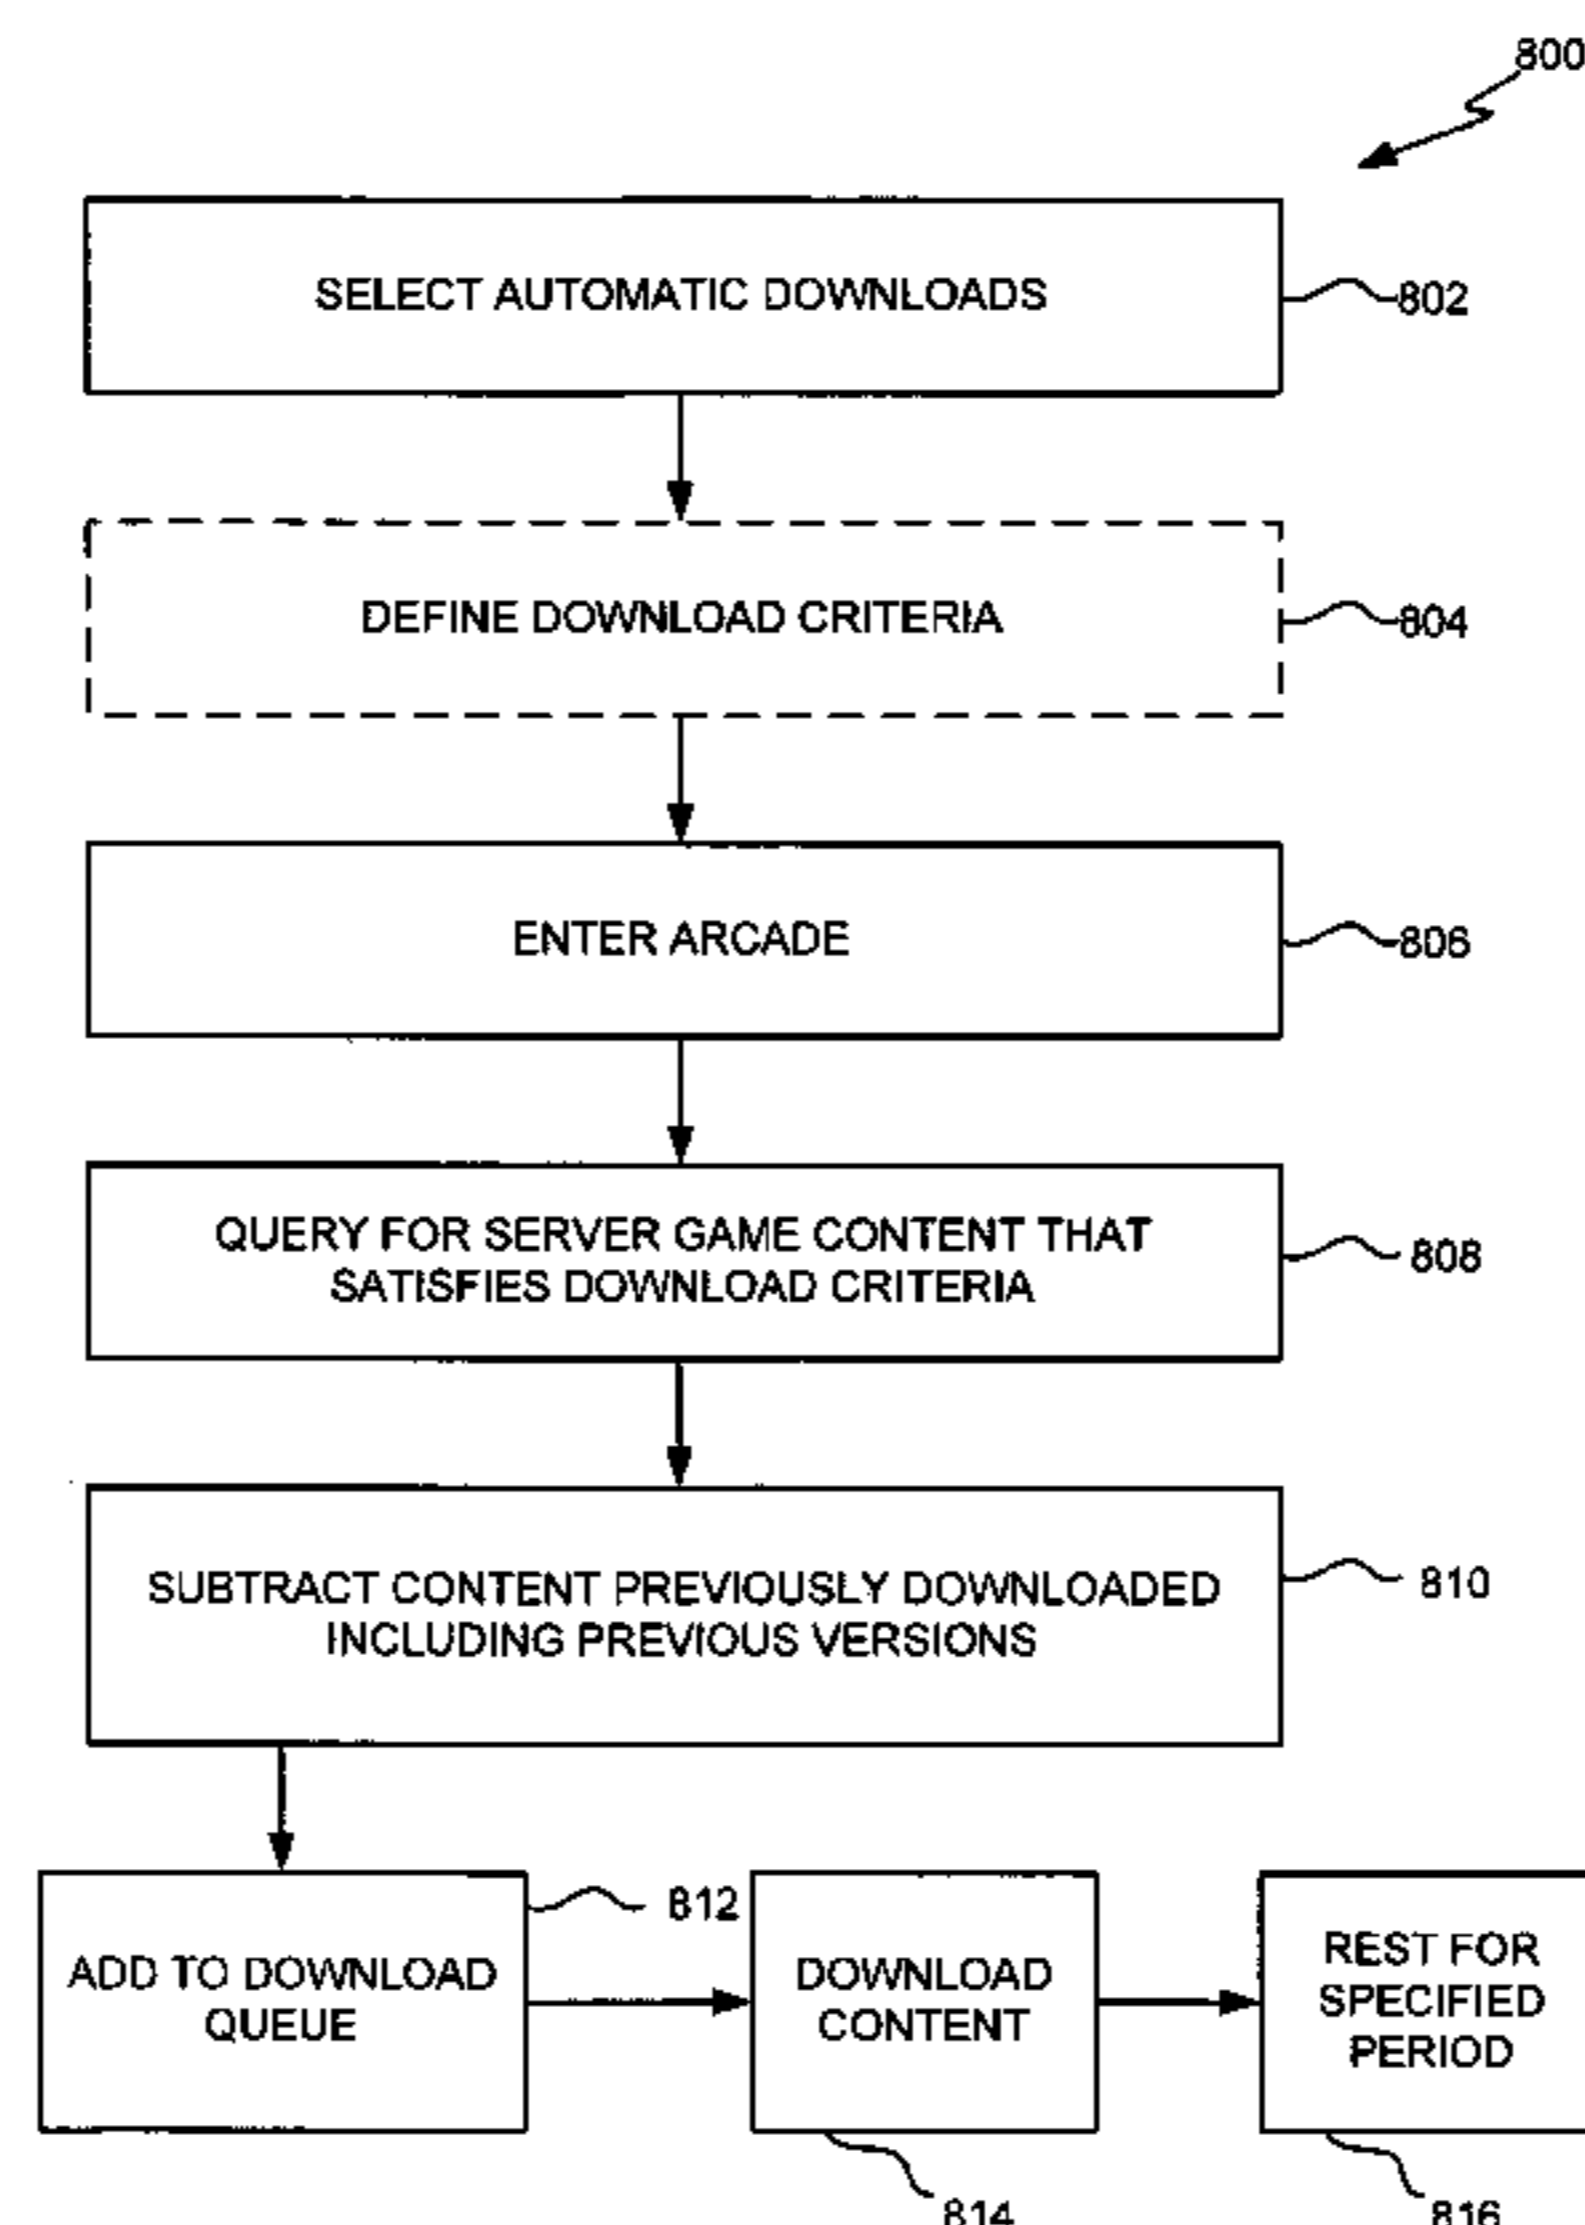 800
SELECT AUTOMATIC DOWNLOADS
802
DEFINE DOWNLOAD CRITERIA
804
ENTER ARCADE
806
QUERY FOR SERVER GAME CONTENT THAT
SATISFIES DOWNLOAD CRITERIA
808
SUBTRACT CONTENT PREVIOUSLY DOWNLOADED
INCLUDING PREVIOUS VERSIONS
810
ADD TO DOWNLOAD
QUEUE
812
DOWNLOAD
CONTENT
814
REST FOR
SPECIFIED
PERIOD
816